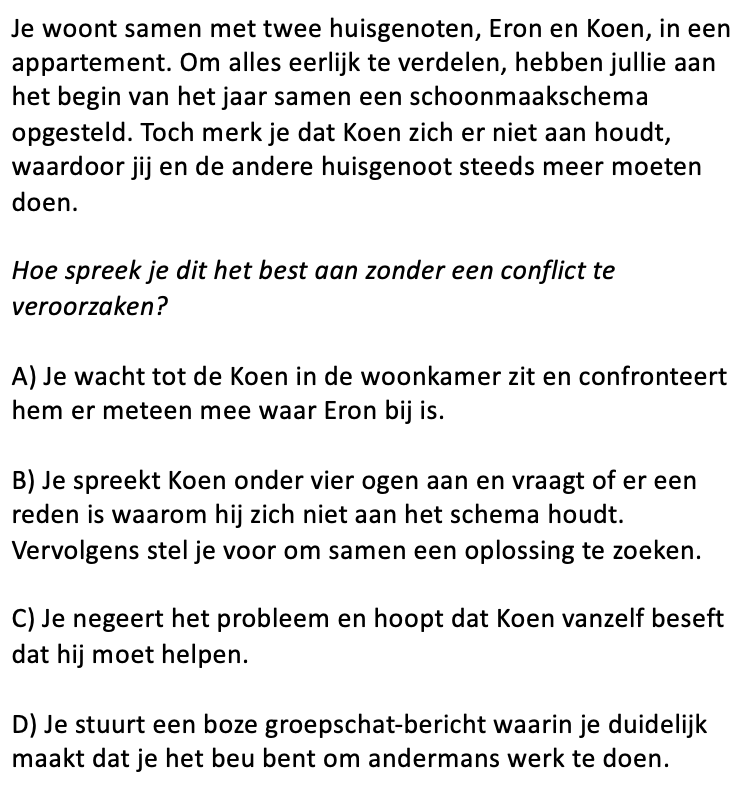 Je woont samen met twee huisgenoten, Eron en Koen, in een
appartement. Om alles eerlijk te verdelen, hebben jullie aan
het begin van het jaar samen een schoonmaakschema
opgesteld. Toch merk je dat Koen zich er niet aan houdt,
waardoor jij en de andere huisgenoot steeds meer moeten
doen.
Hoe spreek je dit het best aan zonder een conflict te
veroorzaken?
A) Je wacht tot de Koen in de woonkamer zit en confronteert
hem er meteen mee waar Eron bij is.
B) Je spreekt Koen onder vier ogen aan en vraagt of er een
reden is waarom hij zich niet aan het schema houdt.
Vervolgens stel je voor om samen een oplossing te zoeken.
C) Je negeert het probleem en hoopt dat Koen vanzelf beseft
dat hij moet helpen.
D) Je stuurt een boze groepschat-bericht waarin je duidelijk
maakt dat je het beu bent om andermans werk te doen.